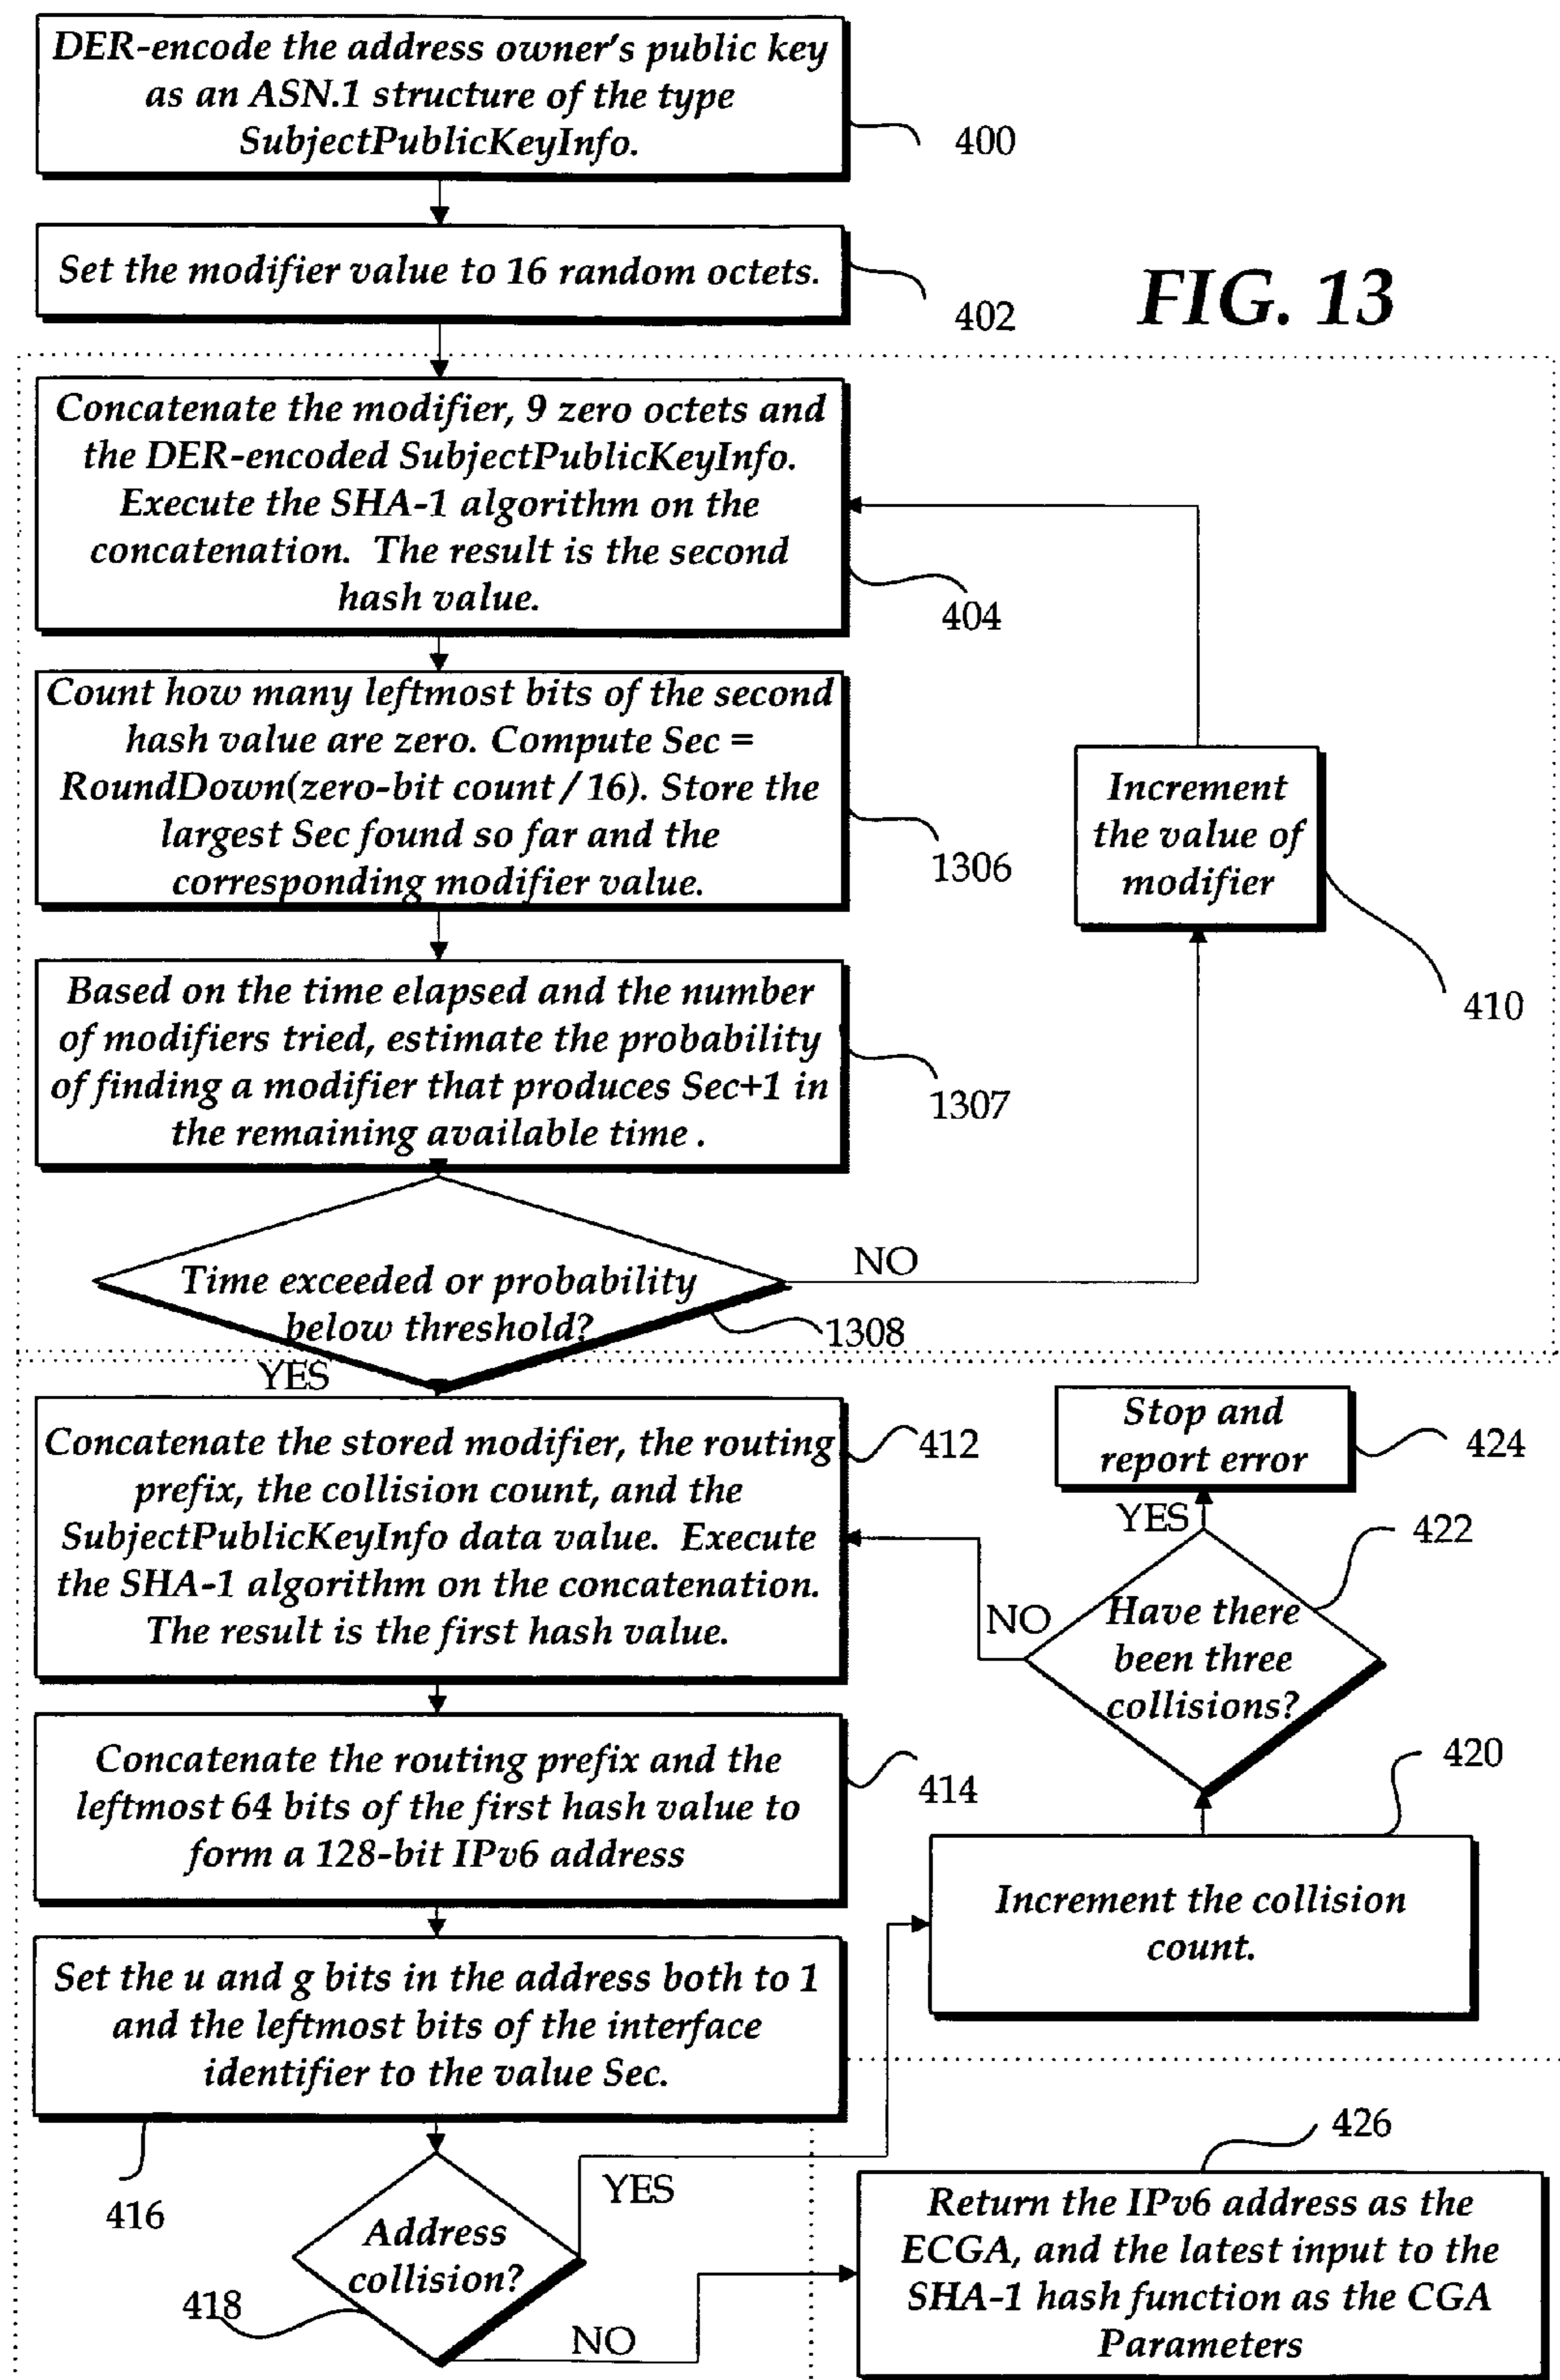 DER-encode the address owner's public key
as an ASN.1 structure of the type
SubjectPublicKeyInfo.
400
Set the modifier value to 16 random octets.
402
FIG. 13
Concatenate the modifier, 9 zero octets and
the DER-encoded SubjectPublicKeyInfo.
Execute the SHA-1 algorithm on the
concatenation. The result is the second
hash value.
404
Count how many leftmost bits of the second
hash value are zero. Compute Sec =
RoundDown(zero-bit count/16). Store the
largest Sec found so far and the
corresponding modifier value.
1306
Increment
the value of
modifier
410
Based on the time elapsed and the number
of modifiers tried, estimate the probability
of finding a modifier that produces Sec+1 in
the remaining available time .
1307
Time exceeded or probability
below threshold?
NO
1308
YES
Concatenate the stored modifier, the routing
prefix, the collision count, and the
SubjectPublicKeyInfo data value. Execute
the SHA-1 algorithm on the concatenation.
The result is the first hash value.
412
Stop and
report error
424
YES
422
Have there
been three
collisions?
NO
Concatenate the routing prefix and the
leftmost 64 bits of the first hash value to
form a 128-bit IPv6 address
414
420
Increment the collision
count.
Set the u and g bits in the address both to 1
and the leftmost bits of the interface
identifier to the value Sec.
416
Address
collision?
YES
418
NO
426
Return the IPv6 address as the
ECGA, and the latest input to the
SHA-1 hash function as the CGA
Parameters